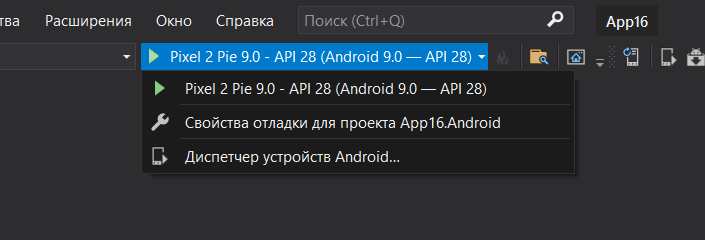 ства Расширения Окно Справка Поиск (Ctrl+Q) App16
Pixel 2 Pie 9.0 - API 28 (Android 9.0 — API 28)
Pixel 2 Pie 9.0 - API 28 (Android 9.0 — API 28)
Свойства отладки для проекта App16.Android
Диспетчер устройств Android...